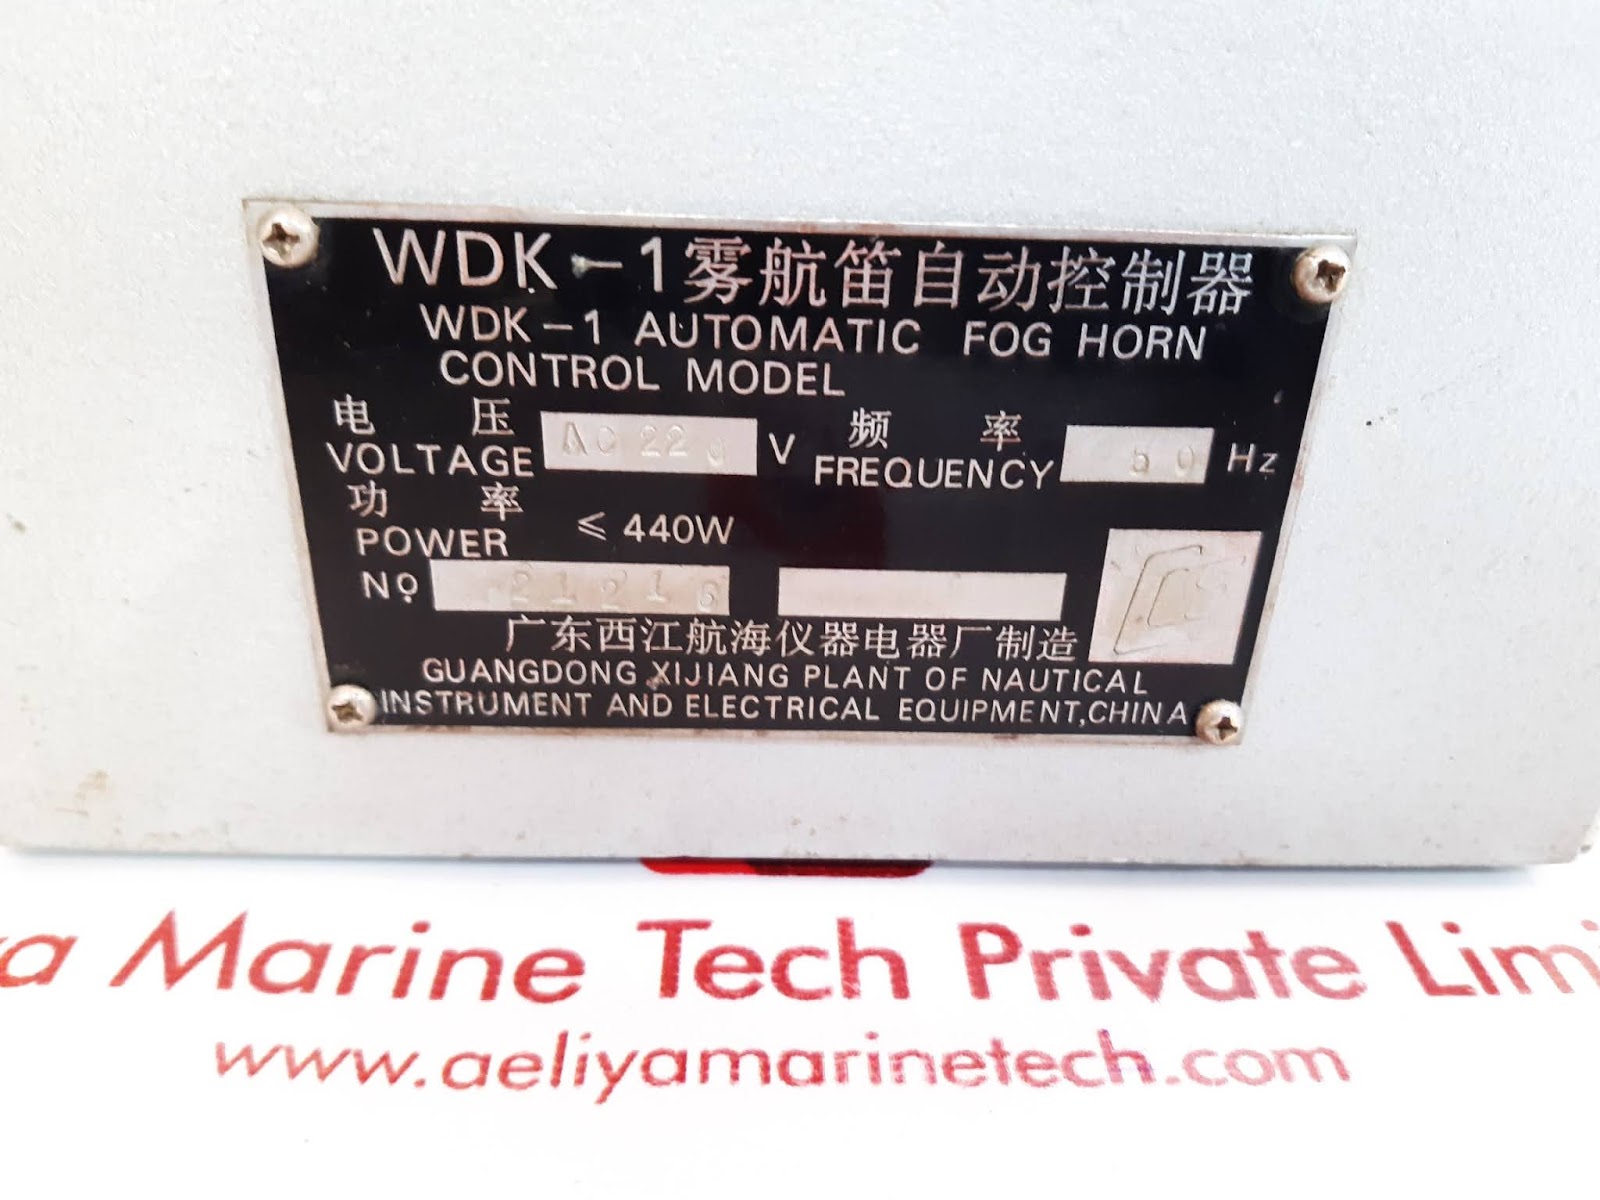 WDK-1雾航笛自动控制器
WDK-1 AUTOMATIC FOG HORN
CONTROL MODEL
电 压 AC 220 V 频 率 50 Hz
VOLTAGE FREQUENCY
功 率 ≤ 440W
POWER
Nº 21216
广东西江航海仪器电器厂制造
GUANGDONG XIJIANG PLANT OF NAUTICAL
INSTRUMENT AND ELECTRICAL EQUIPMENT,CHINA
ya Marine Tech Private Limi
www.aeliyamarinetech.com